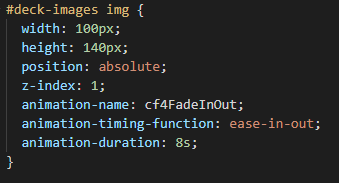 #deck-images img {
  width: 100px;
  height: 140px;
  position: absolute;
  z-index: 1;
  animation-name: cf4FadeInOut;
  animation-timing-function: ease-in-out;
  animation-duration: 8s;
}